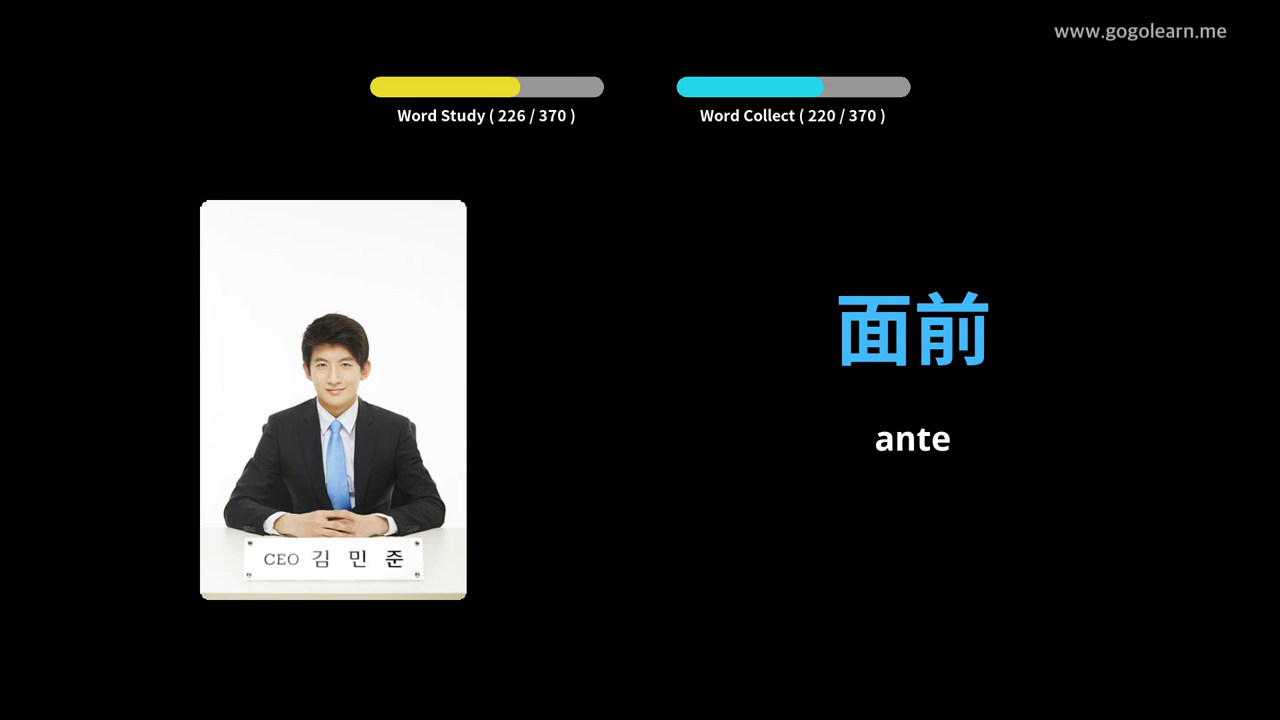 www.gogolearn.me
Word Study ( 226 / 370 )
Word Collect ( 220 / 370 )
面前
ante
CEO 김 민 준